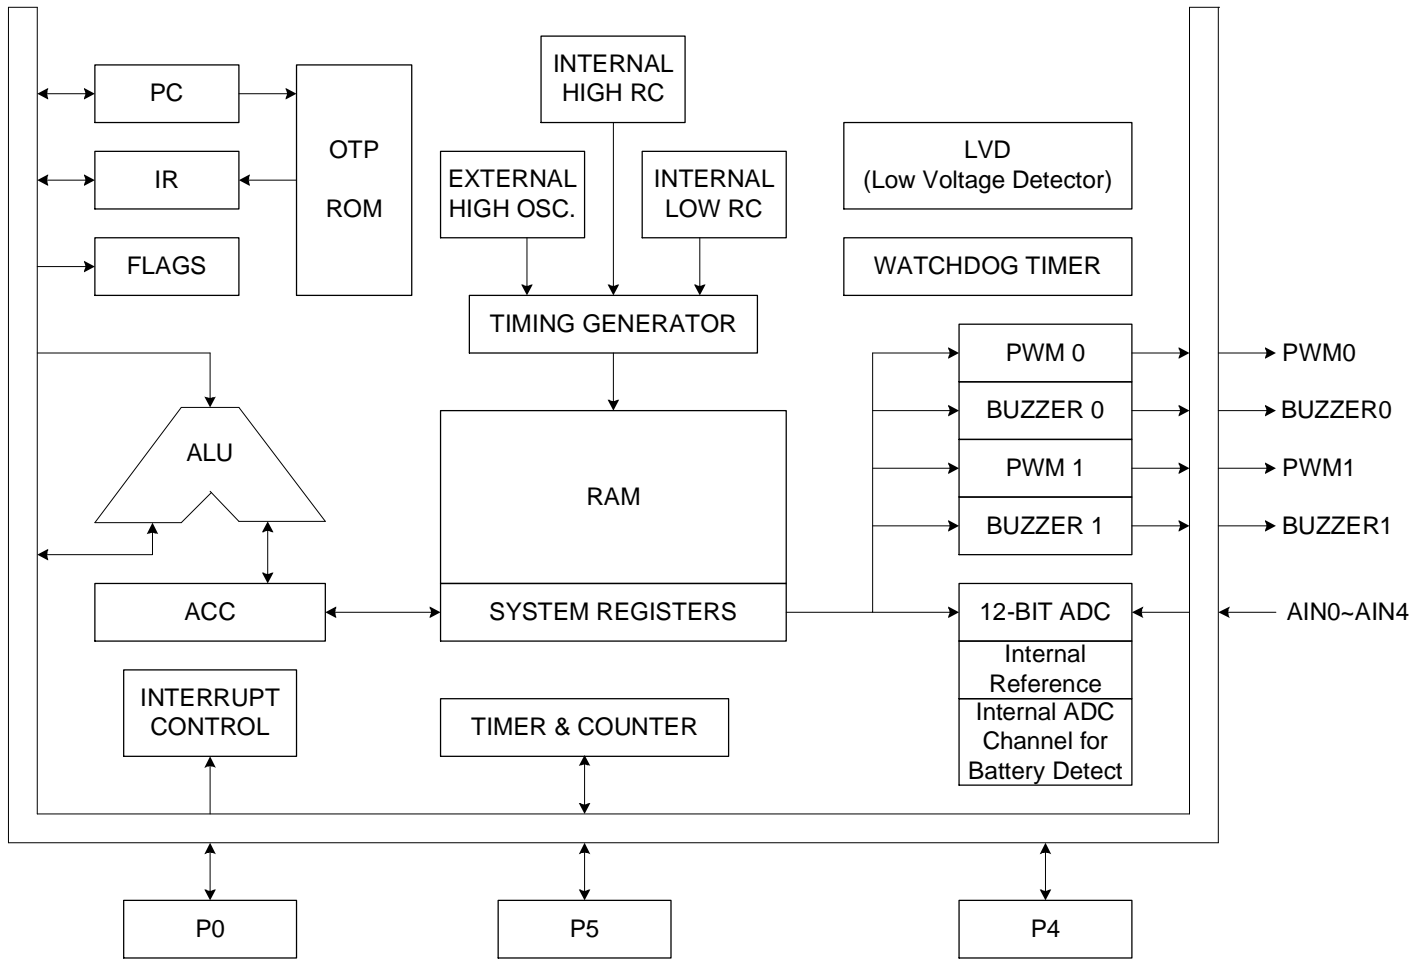 INTERNAL
HIGH RC
PC
OTP
ROM
IR
FLAGS
EXTERNAL
HIGH OSC.
INTERNAL
LOW RC
LVD
(Low Voltage Detector)
WATCHDOG TIMER
TIMING GENERATOR
PWM 0
PWM0
BUZZER 0
BUZZER0
ALU
PWM 1
PWM1
RAM
BUZZER 1
BUZZER1
ACC
SYSTEM REGISTERS
12-BIT ADC
AIN0~AIN4
Internal
Reference
INTERRUPT
CONTROL
TIMER & COUNTER
Internal ADC
Channel for
Battery Detect
P0
P5
P4